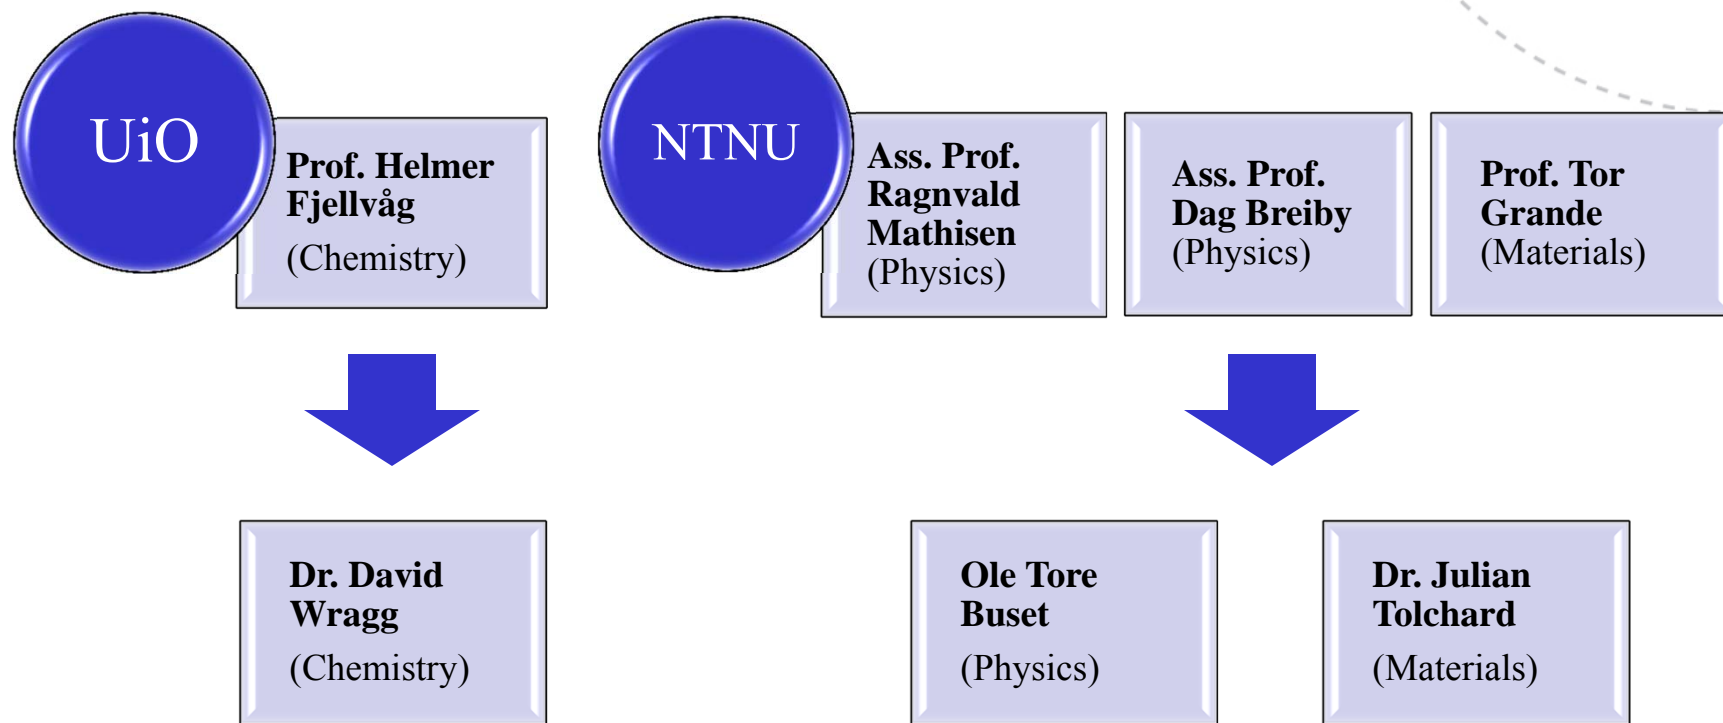 UiO
Prof. Helmer
Fjellvåg
(Chemistry)
NTNU
Ass. Prof.
Ragnvald
Mathisen
(Physics)
Ass. Prof.
Dag Breiby
(Physics)
Prof. Tor
Grande
(Materials)
Dr. David
Wragg
(Chemistry)
Ole Tore
Buset
(Physics)
Dr. Julian
Tolchard
(Materials)